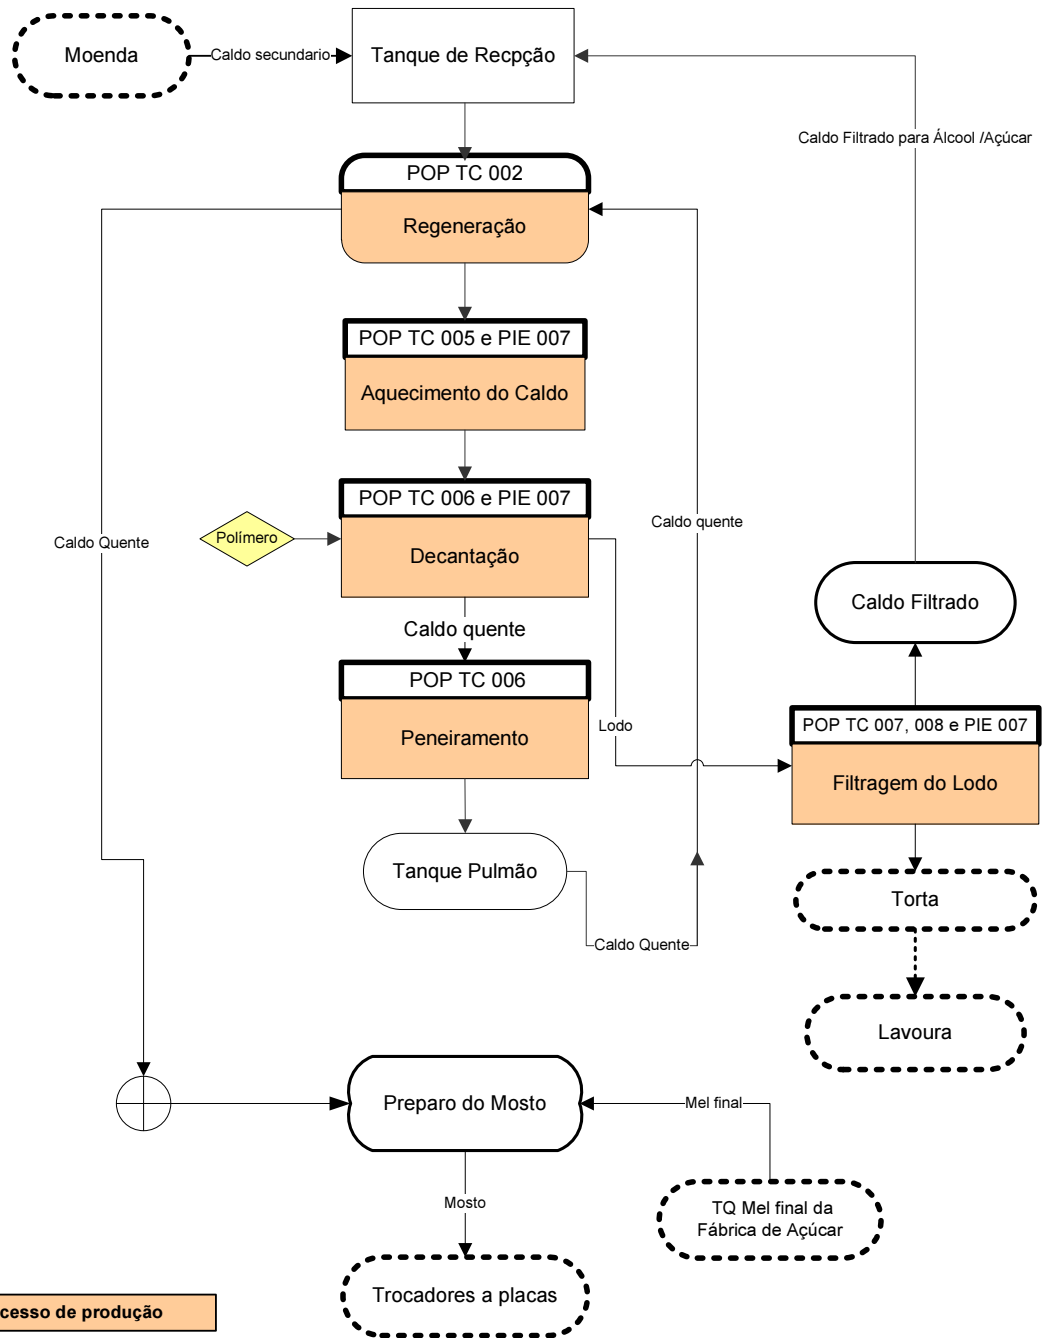 Moenda
Caldo secundario
Tanque de Recpção
Caldo Filtrado para Álcool /Açúcar
POP TC 002
Regeneração
POP TC 005 e PIE 007
Aquecimento do Caldo
POP TC 006 e PIE 007
Caldo quente
Polímero
Caldo Quente
Decantação
Caldo Filtrado
Caldo quente
POP TC 006
Lodo
POP TC 007, 008 e PIE 007
Peneiramento
Filtragem do Lodo
Tanque Pulmão
Torta
Caldo Quente
Lavoura
Preparo do Mosto
Mel final
Mosto
TQ Mel final da
Fábrica de Açúcar
Trocadores a placas
cesso de produção